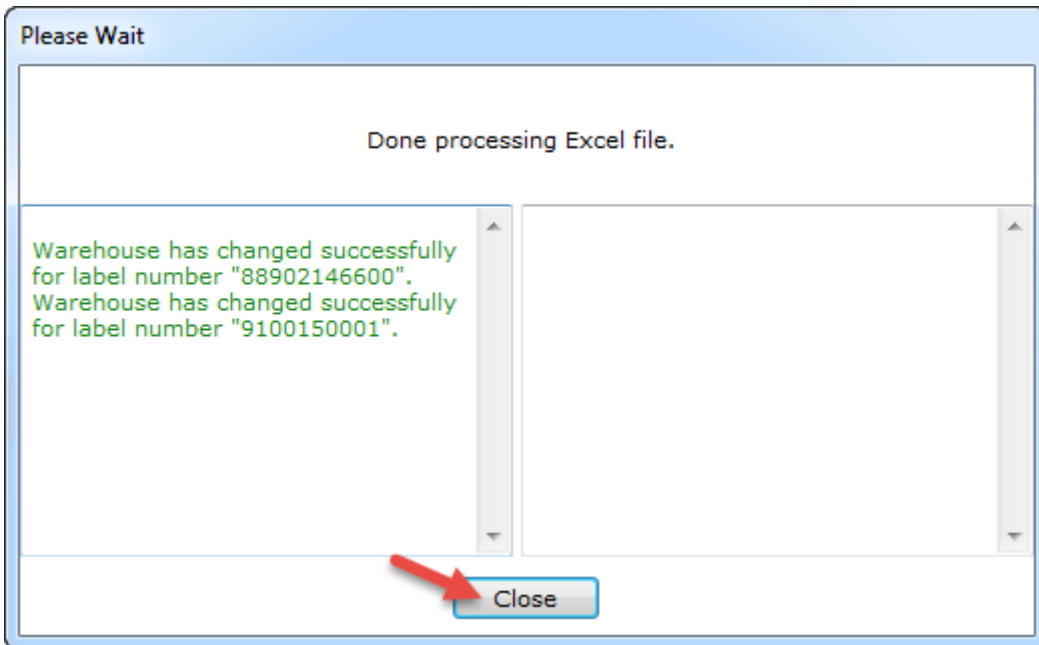 Please Wait
Done processing Excel file.
Warehouse has changed successfully
for label number "88902146600".
Warehouse has changed successfully
for label number "9100150001".
Close